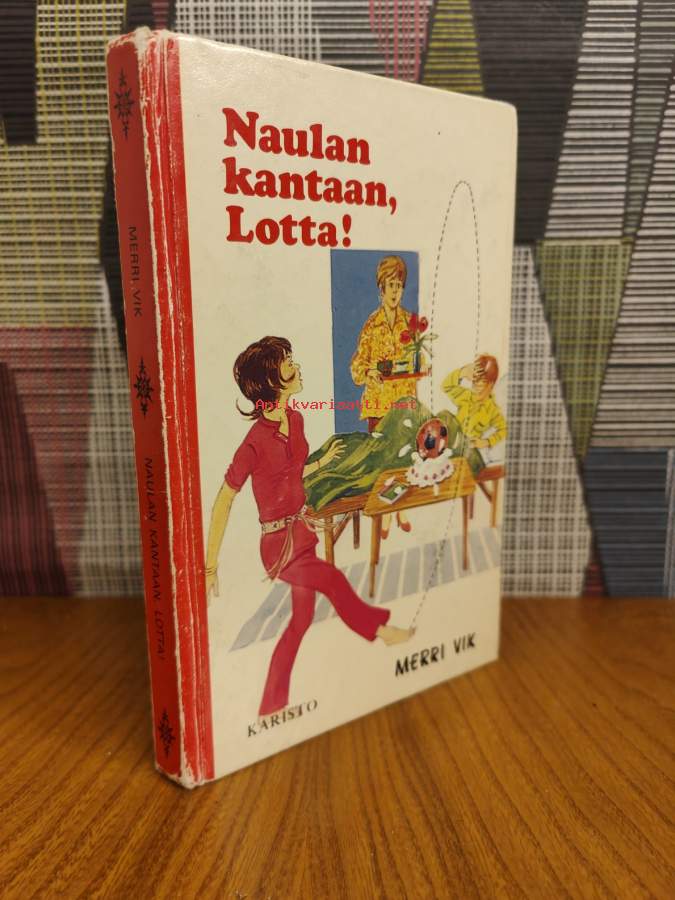 Naulan
kantaan,
Lotta!
Antikvariaatti.net
MERRI VIK
KARISTO
MERRI VIK
NAULAN KANTAAN, LOTTA!